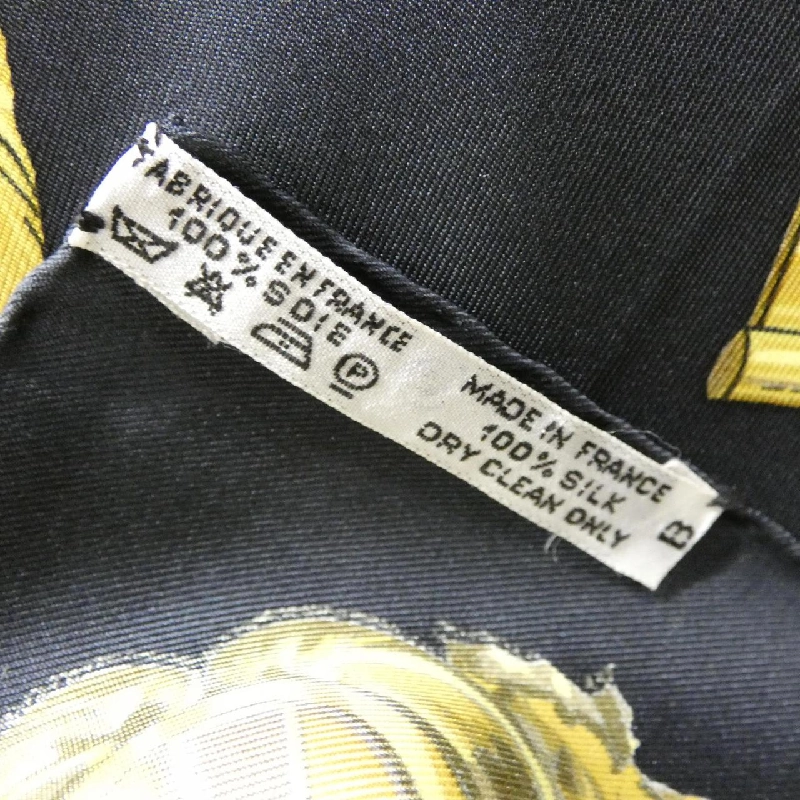 FABRIQUE EN FRANCE
100% SOIE
P
MADE IN FRANCE
100% SILK
DRY CLEAN ONLY
B